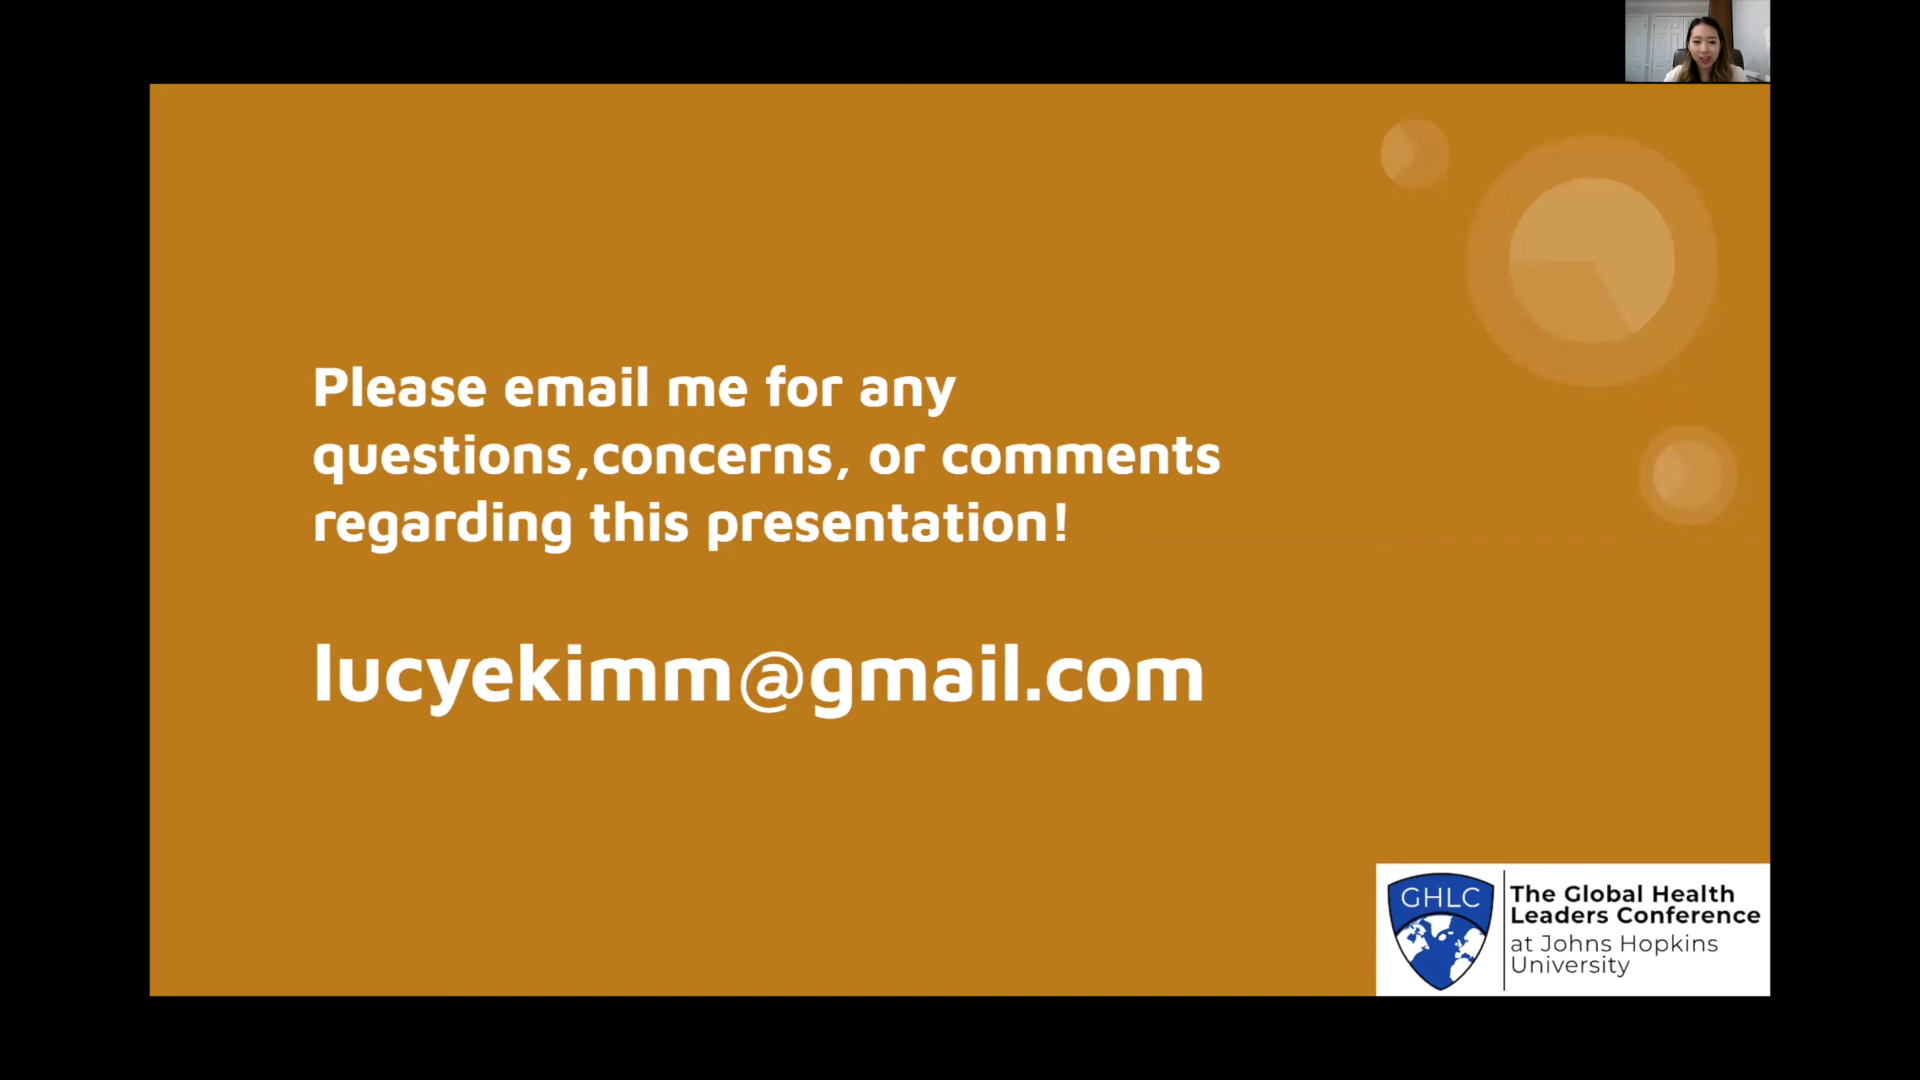 Please email me for any
questions,concerns, or comments
regarding this presentation!
lucyekimm@gmail.com
GHLC
The Global Health
Leaders Conference
at Johns Hopkins
University